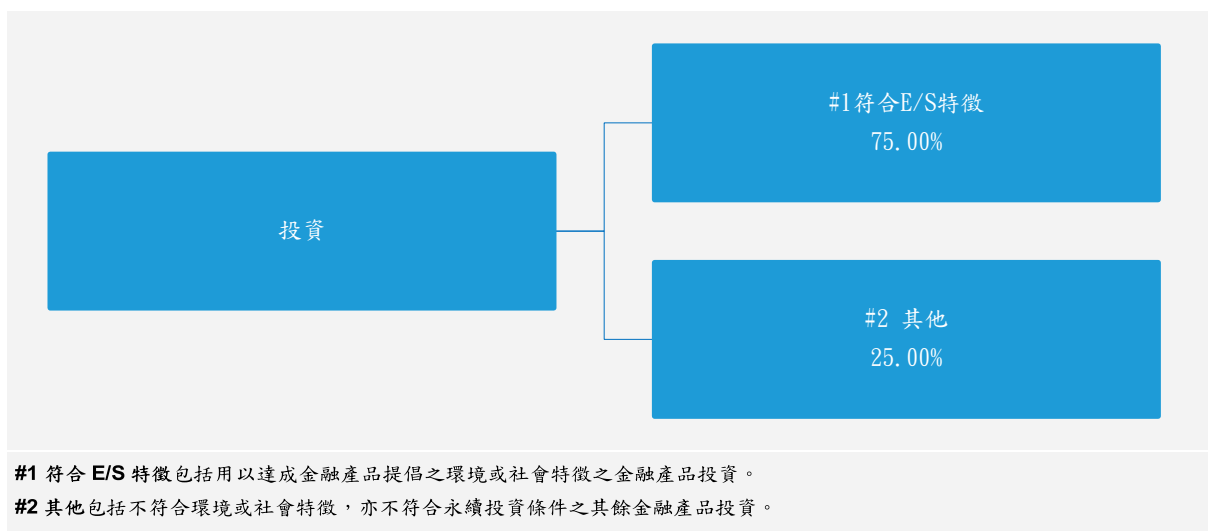 #1符合E/S特徵
75.00%
投資
#2 其他
25.00%
#1 符合 E/S 特徵包括用以達成金融產品提倡之環境或社會特徵之金融產品投資。
#2 其他包括不符合環境或社會特徵，亦不符合永續投資條件之其餘金融產品投資。